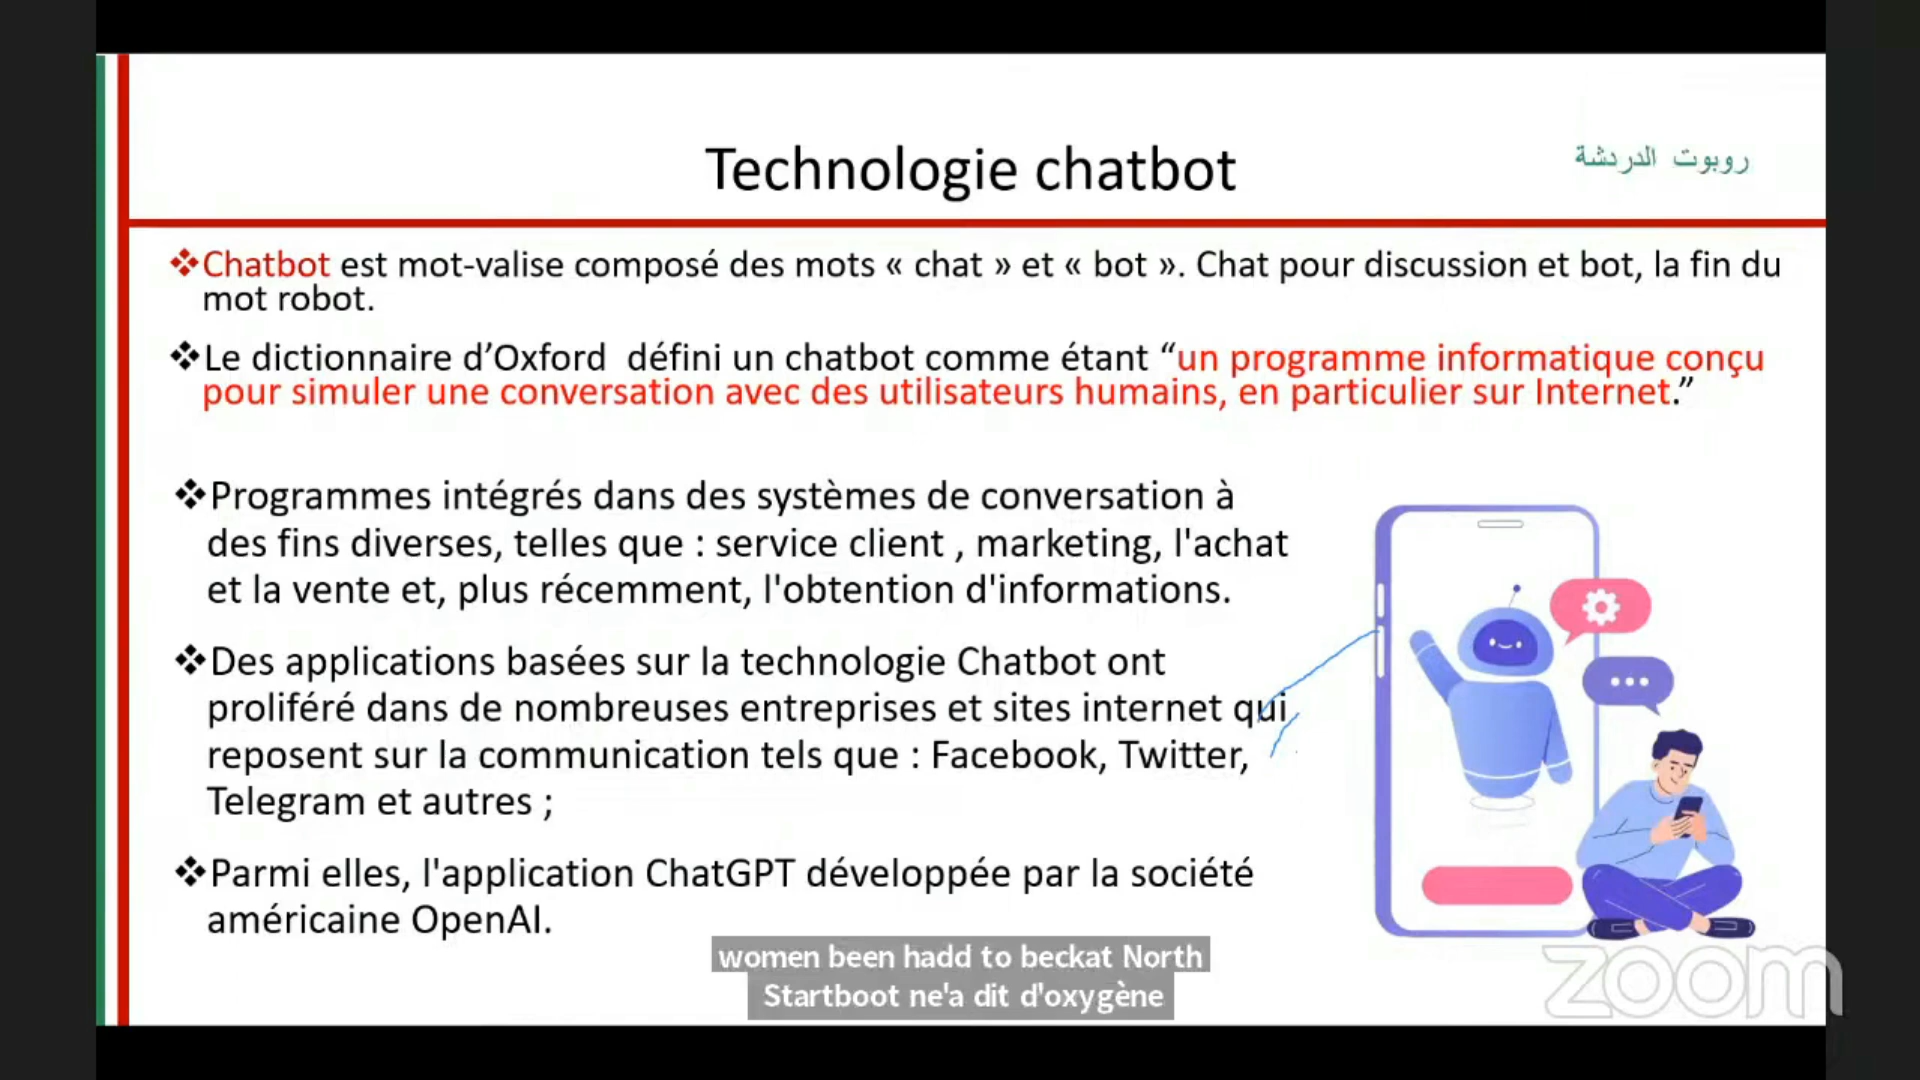 Technologie chatbot
روبوت الدردشة
❖Chatbot est mot-valise composé des mots « chat » et « bot ». Chat pour discussion et bot, la fin du
mot robot.
❖Le dictionnaire d’Oxford  défini un chatbot comme étant “un programme informatique conçu
pour simuler une conversation avec des utilisateurs humains, en particulier sur Internet.”
❖Programmes intégrés dans des systèmes de conversation à
des fins diverses, telles que : service client , marketing, l'achat
et la vente et, plus récemment, l'obtention d'informations.
❖Des applications basées sur la technologie Chatbot ont
proliféré dans de nombreuses entreprises et sites internet qui
reposent sur la communication tels que : Facebook, Twitter,
Telegram et autres ;
❖Parmi elles, l'application ChatGPT développée par la société
américaine OpenAI.
women been hadd to beckat North
Startboot ne'a dit d'oxygène
zoom